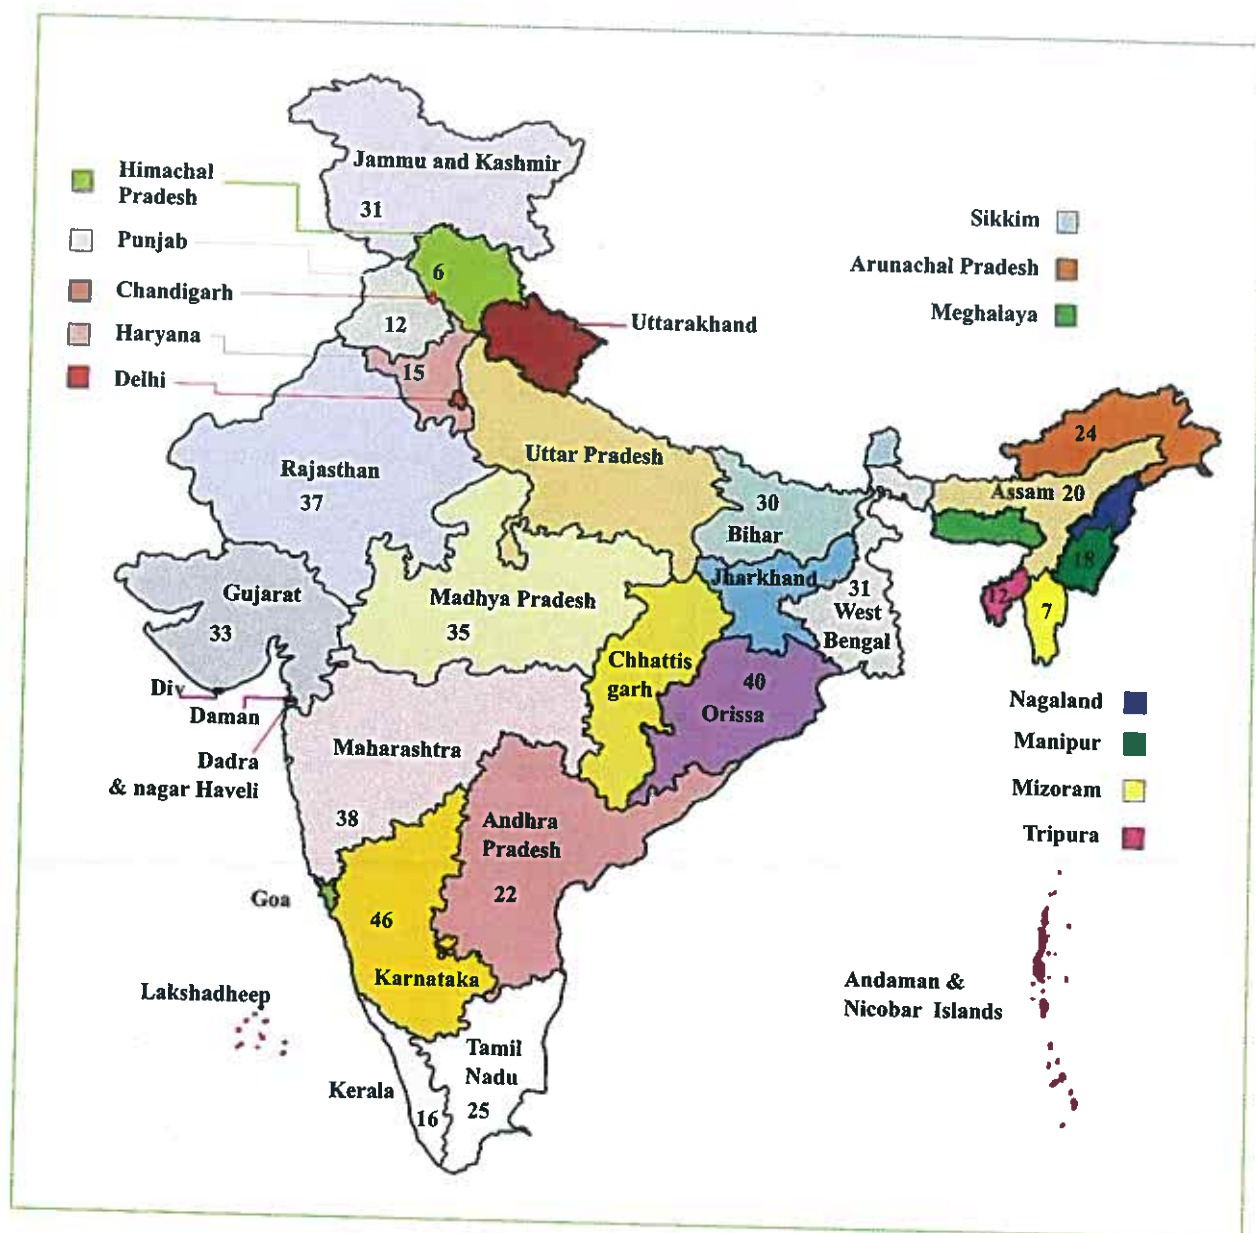 Jammu and Kashmir
31
Himachal
Pradesh
Punjab
Chandigarh
Haryana
Delhi
6
12
15
Uttarakhand
Sikkim
Arunachal Pradesh
Meghalaya
Rajasthan
37
Uttar Pradesh
30
Bihar
24
Assam 20
18
12
7
Jharkhand
31
West
Bengal
Gujarat
33
Madhya Pradesh
35
Chhattis
garh
40
Orissa
Div
Daman
Dadra
& nagar Haveli
Maharashtra
38
Andhra
Pradesh
22
Nagaland
Manipur
Mizoram
Tripura
Goa
46
Karnataka
Lakshadheep
Andaman &
Nicobar Islands
Tamil
Nadu
25
Kerala
16